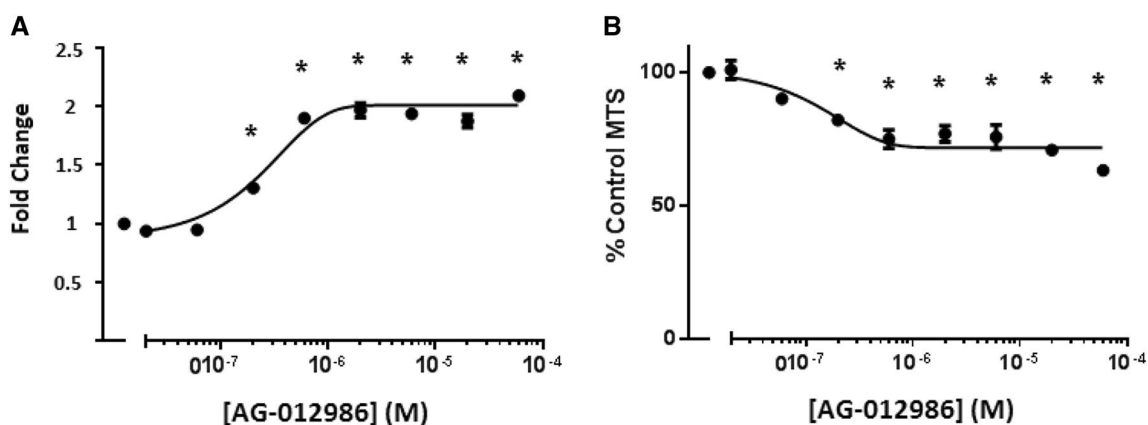 A
Fold Change
2.5
2
1.5
1
0.5
* * * * * *
010-7 10-6 10-5 10-4
[AG-012986] (M)
B
% Control MTS
100
50
0
* * * * * *
010-7 10-6 10-5 10-4
[AG-012986] (M)